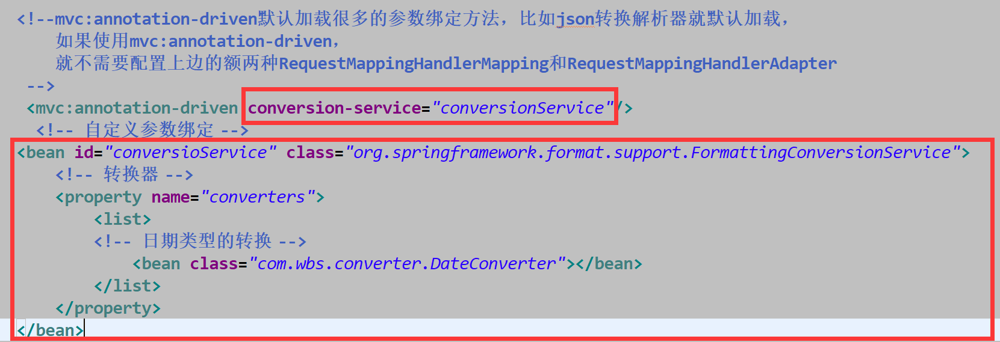 <!--mvc:annotation-driven默认加载很多的参数绑定方法，比如json转换解析器就默认加载，
如果使用mvc:annotation-driven，
就不需要配置上边的额两种RequestMappingHandlerMapping和RequestMappingHandlerAdapter
-->
<mvc:annotation-driven conversion-service="conversionService"/>
<!-- 自定义参数绑定 -->
<bean id="conversioService" class="org.springframework.format.support.FormattingConversionService">
<!-- 转换器 -->
<property name="converters">
<list>
<!-- 日期类型的转换 -->
<bean class="com.wbs.converter.DateConverter"></bean>
</list>
</property>
</bean>